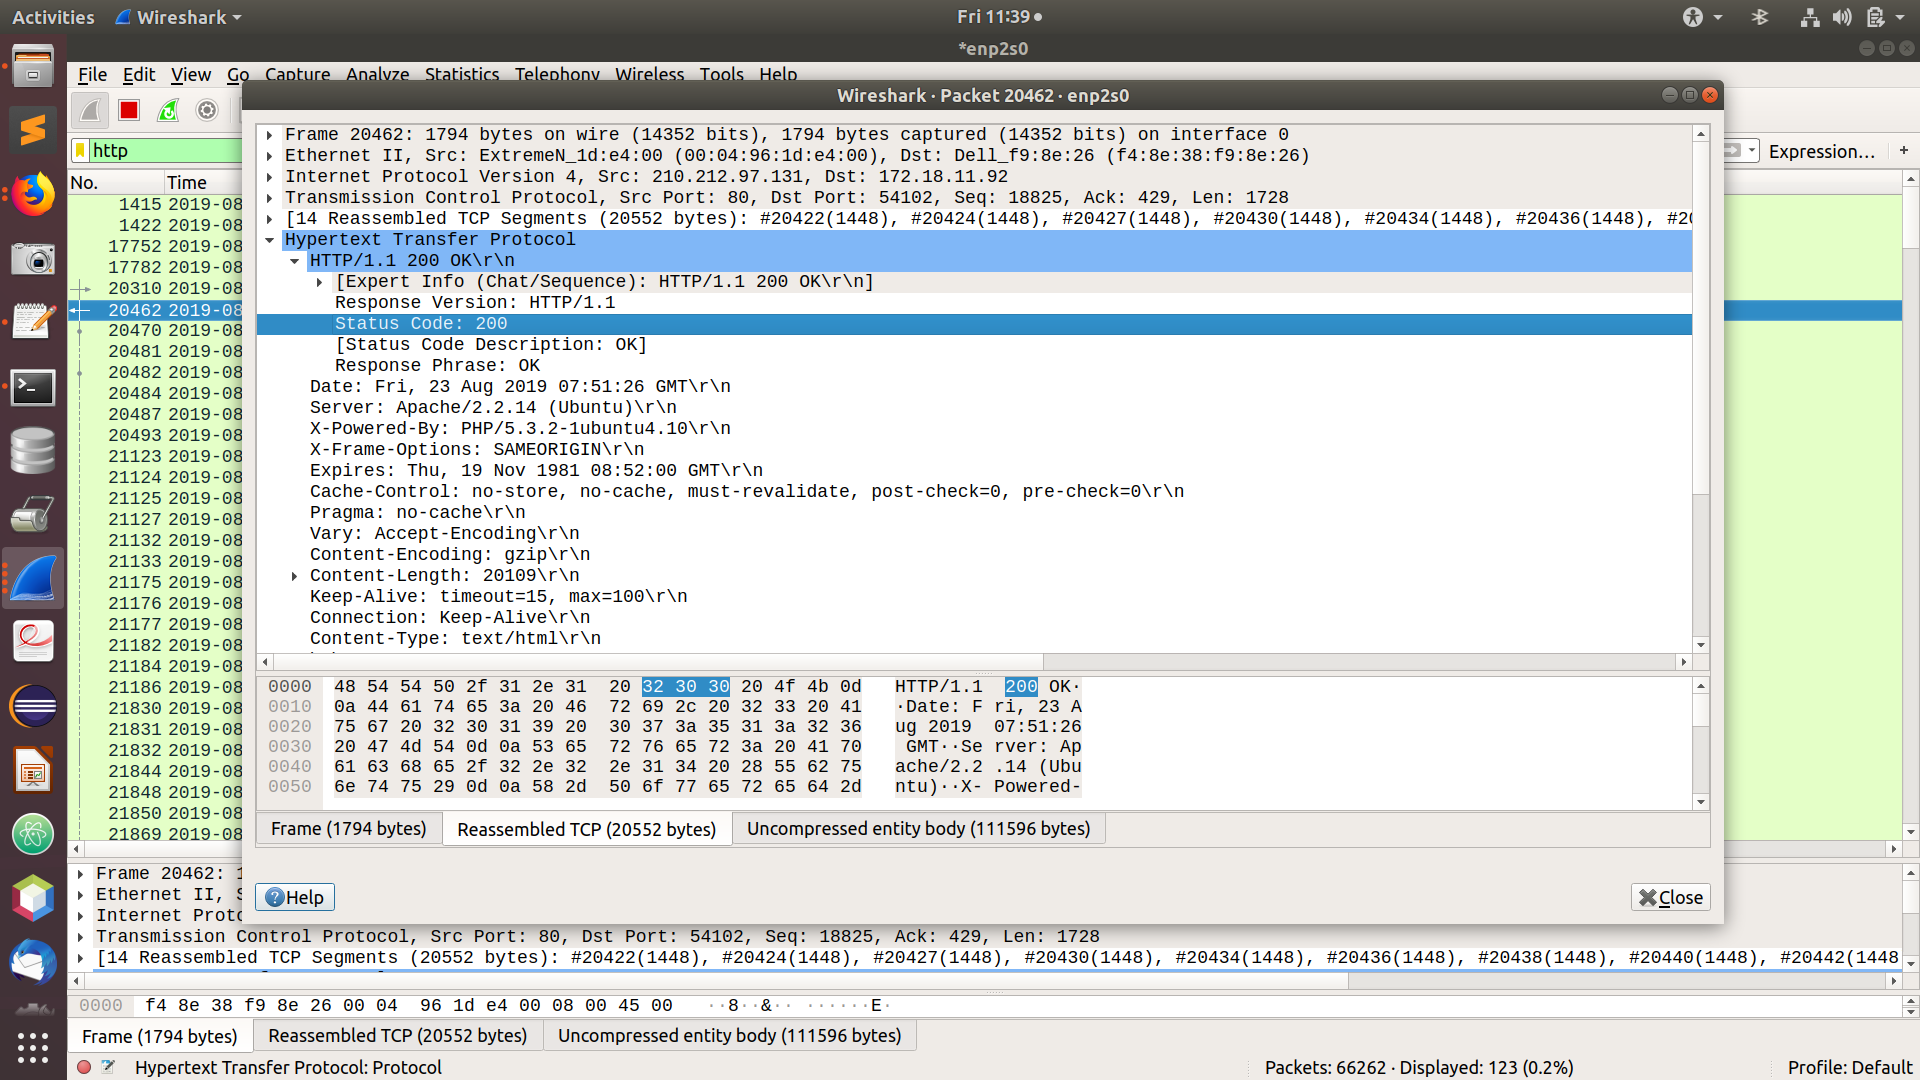 Activities Wireshark Fri 11:39
*enp2s0
File Edit View Go Capture Analyze Statistics Telephony Wireless Tools Help
Wireshark · Packet 20462 · enp2s0
http
Expression... +
No. Time
1415 2019-08
1422 2019-08
17752 2019-08
17782 2019-08
20310 2019-08
20462 2019-08
20470 2019-08
20481 2019-08
20482 2019-08
20484 2019-08
20487 2019-08
20493 2019-08
21123 2019-08
21124 2019-08
21125 2019-08
21127 2019-08
21132 2019-08
21133 2019-08
21175 2019-08
21176 2019-08
21177 2019-08
21182 2019-08
21184 2019-08
21186 2019-08
21830 2019-08
21831 2019-08
21832 2019-08
21844 2019-08
21848 2019-08
21850 2019-08
21869 2019-08
Frame 20462: 1794 bytes on wire (14352 bits), 1794 bytes captured (14352 bits) on interface 0
Ethernet II, Src: ExtremeN_1d:e4:00 (00:04:96:1d:e4:00), Dst: Dell_f9:8e:26 (f4:8e:38:f9:8e:26)
Internet Protocol Version 4, Src: 210.212.97.131, Dst: 172.18.11.92
Transmission Control Protocol, Src Port: 80, Dst Port: 54102, Seq: 18825, Ack: 429, Len: 1728
[14 Reassembled TCP Segments (20552 bytes): #20422(1448), #20424(1448), #20427(1448), #20430(1448), #20434(1448), #20436(1448), #20
Hypertext Transfer Protocol
HTTP/1.1 200 OK\r\n
[Expert Info (Chat/Sequence): HTTP/1.1 200 OK\r\n]
Response Version: HTTP/1.1
Status Code: 200
[Status Code Description: OK]
Response Phrase: OK
Date: Fri, 23 Aug 2019 07:51:26 GMT\r\n
Server: Apache/2.2.14 (Ubuntu)\r\n
X-Powered-By: PHP/5.3.2-1ubuntu4.10\r\n
X-Frame-Options: SAMEORIGIN\r\n
Expires: Thu, 19 Nov 1981 08:52:00 GMT\r\n
Cache-Control: no-store, no-cache, must-revalidate, post-check=0, pre-check=0\r\n
Pragma: no-cache\r\n
Vary: Accept-Encoding\r\n
Content-Encoding: gzip\r\n
Content-Length: 20109\r\n
Keep-Alive: timeout=15, max=100\r\n
Connection: Keep-Alive\r\n
Content-Type: text/html\r\n
0000 48 54 54 50 2f 31 2e 31 20 32 30 30 20 4f 4b 0d HTTP/1.1 200 OK·
0010 0a 44 61 74 65 3a 20 46 72 69 2c 20 32 33 20 41 ·Date: F ri, 23 A
0020 75 67 20 32 30 31 39 20 30 37 3a 35 31 3a 32 36 ug 2019 07:51:26
0030 20 47 4d 54 0d 0a 53 65 72 76 65 72 3a 20 41 70 GMT··Se rver: Ap
0040 61 63 68 65 2f 32 2e 32 2e 31 34 20 28 55 62 75 ache/2.2 .14 (Ubu
0050 6e 74 75 29 0d 0a 58 2d 50 6f 77 65 72 65 64 2d ntu)··X- Powered-
Frame (1794 bytes) Reassembled TCP (20552 bytes) Uncompressed entity body (111596 bytes)
Help Close
Frame 20462: 1
Ethernet II, S
Internet Proto
Transmission Control Protocol, Src Port: 80, Dst Port: 54102, Seq: 18825, Ack: 429, Len: 1728
[14 Reassembled TCP Segments (20552 bytes): #20422(1448), #20424(1448), #20427(1448), #20430(1448), #20434(1448), #20436(1448), #20438(1448), #20440(1448), #20442(1448
0000 f4 8e 38 f9 8e 26 00 04 96 1d e4 00 08 00 45 00 ··8··&·· ······E·
Frame (1794 bytes) Reassembled TCP (20552 bytes) Uncompressed entity body (111596 bytes)
Hypertext Transfer Protocol: Protocol Packets: 66262 · Displayed: 123 (0.2%) Profile: Default